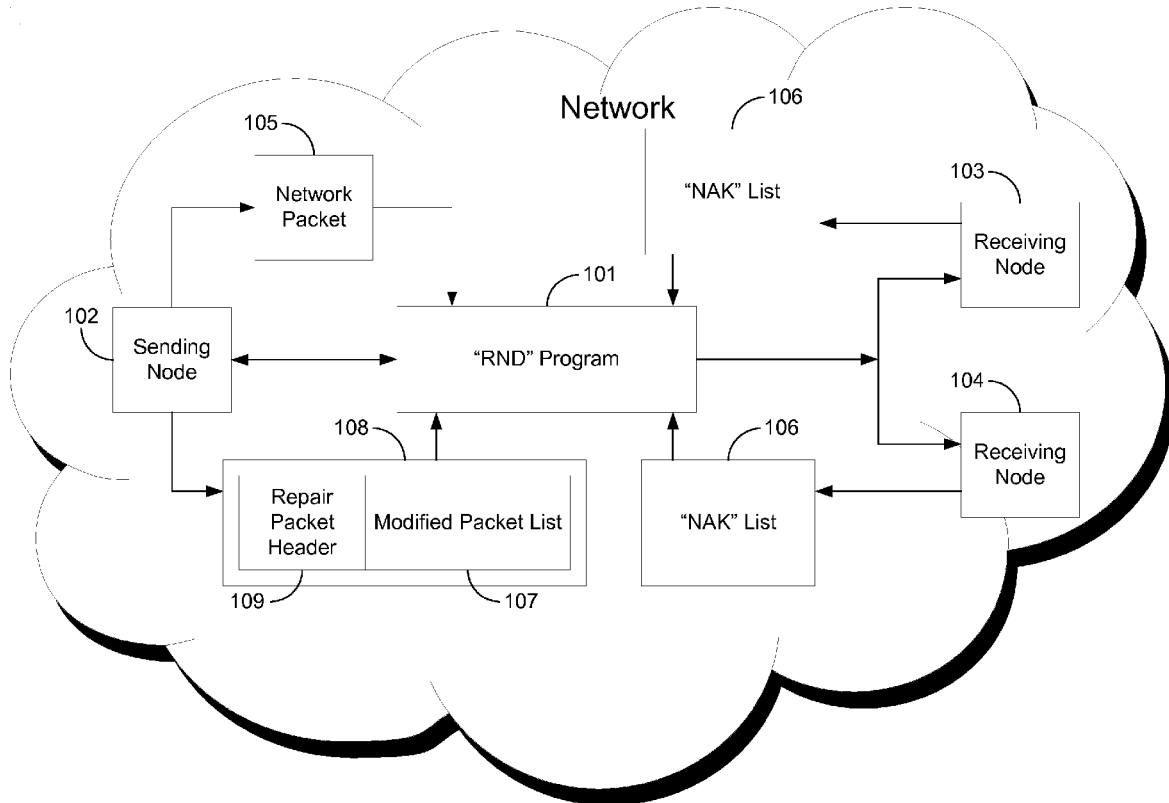 Network
106
105
Network
Packet
"NAK" List
103
Receiving
Node
101
102
Sending
Node
"RND" Program
104
Receiving
Node
108
106
Repair
Packet
Header
Modified Packet List
"NAK" List
109
107